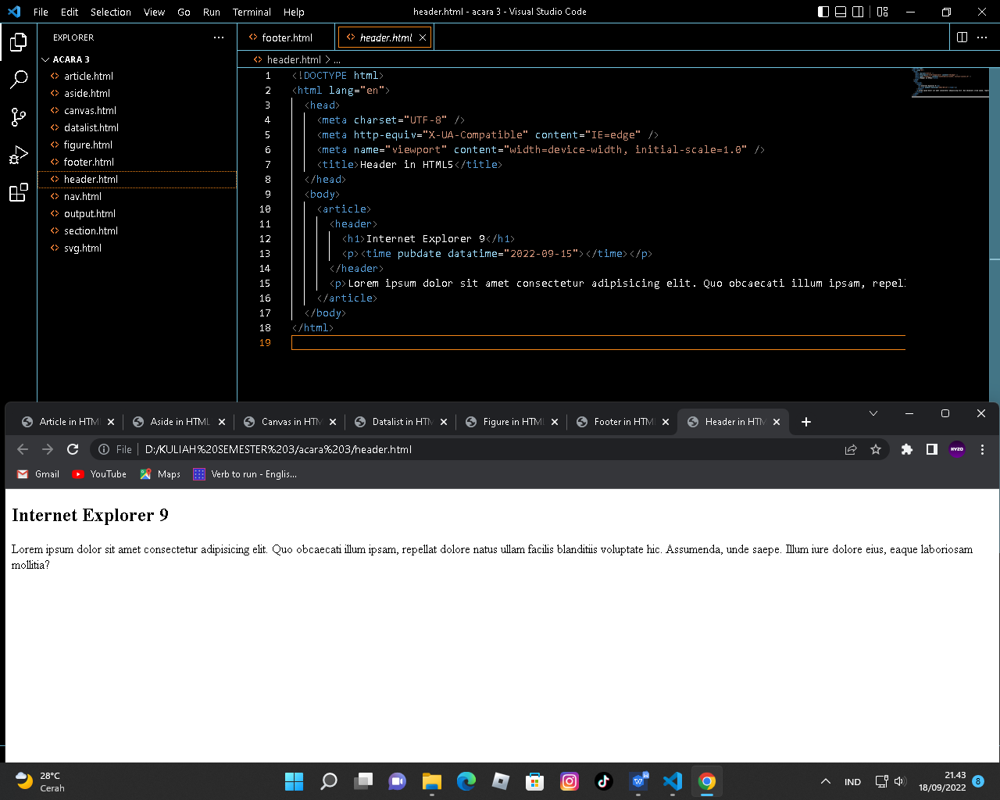 File Edit Selection View Go Run Terminal Help header.html - acara 3 - Visual Studio Code
EXPLORER
ACARA 3
article.html
aside.html
canvas.html
datalist.html
figure.html
footer.html
header.html
nav.html
output.html
section.html
svg.html
footer.html header.html
header.html > ...
1 <!DOCTYPE html>
2 <html lang="en">
3 <head>
4 <meta charset="UTF-8" />
5 <meta http-equiv="X-UA-Compatible" content="IE=edge" />
6 <meta name="viewport" content="width=device-width, initial-scale=1.0" />
7 <title>Header in HTML5</title>
8 </head>
9 <body>
10 <article>
11 <header>
12 <h1>Internet Explorer 9</h1>
13 <p><time pubdate datatime="2022-09-15"></time></p>
14 </header>
15 <p>Lorem ipsum dolor sit amet consectetur adipisicing elit. Quo obcaecati illum ipsam, repell
16 </article>
17 </body>
18 </html>
19
Article in HTM Aside in HTML Canvas in HTM Datalist in HTM Figure in HTML Footer in HTM Header in HTM
File D:/KULIAH%20SEMESTER%203/acara%203/header.html
HYZO
Gmail YouTube Maps Verb to run - Englis...
Internet Explorer 9
Lorem ipsum dolor sit amet consectetur adipisicing elit. Quo obcaecati illum ipsam, repellat dolore natus ullam facilis blanditiis voluptate hic. Assumenda, unde saepe. Illum iure dolore eius, eaque laboriosam
mollitia?
28°C
Cerah
IND
21.43
18/09/2022
8